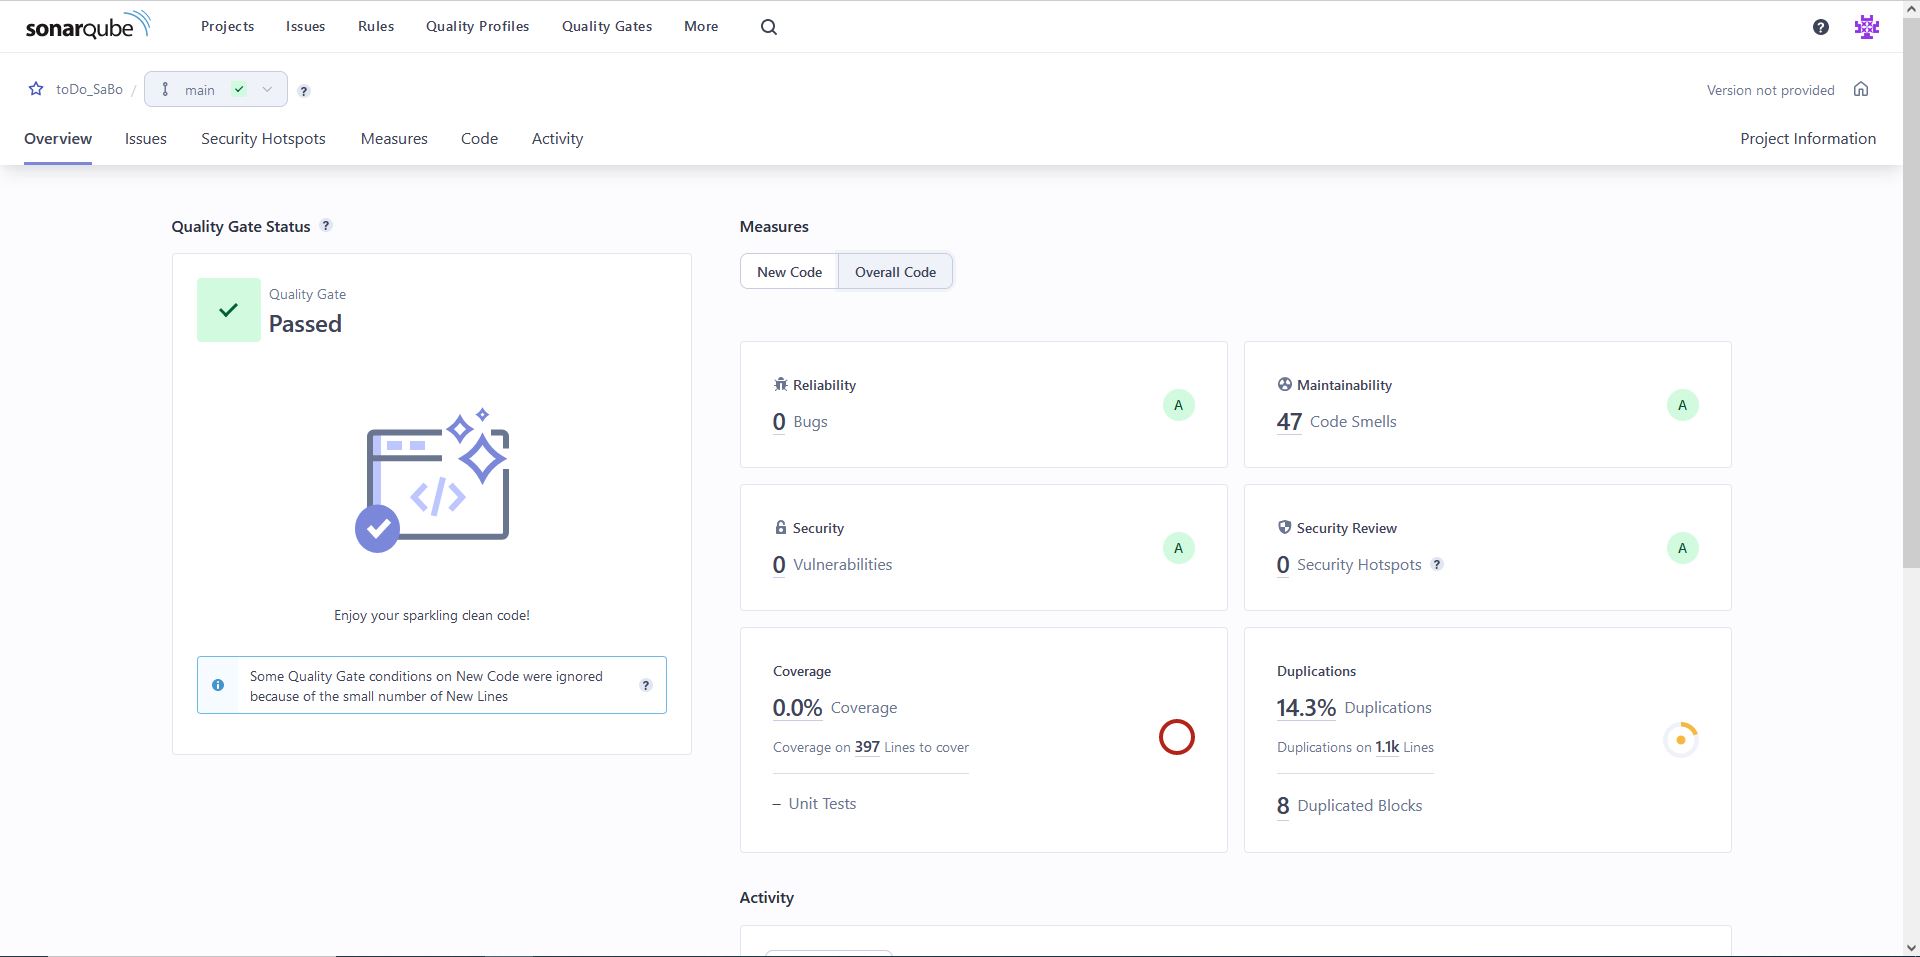 sonarqube Projects Issues Rules Quality Profiles Quality Gates More ?
toDo_SaBo / main ? Version not provided
Overview Issues Security Hotspots Measures Code Activity Project Information
Quality Gate Status ?
Quality Gate
Passed
</>
Enjoy your sparkling clean code!
Some Quality Gate conditions on New Code were ignored
because of the small number of New Lines
?
Measures
New Code Overall Code
Reliability
0 Bugs
A
Maintainability
47 Code Smells
A
Security
0 Vulnerabilities
A
Security Review
0 Security Hotspots ?
A
Coverage
0.0% Coverage
Coverage on 397 Lines to cover
– Unit Tests
Duplications
14.3% Duplications
Duplications on 1.1k Lines
8 Duplicated Blocks
Activity